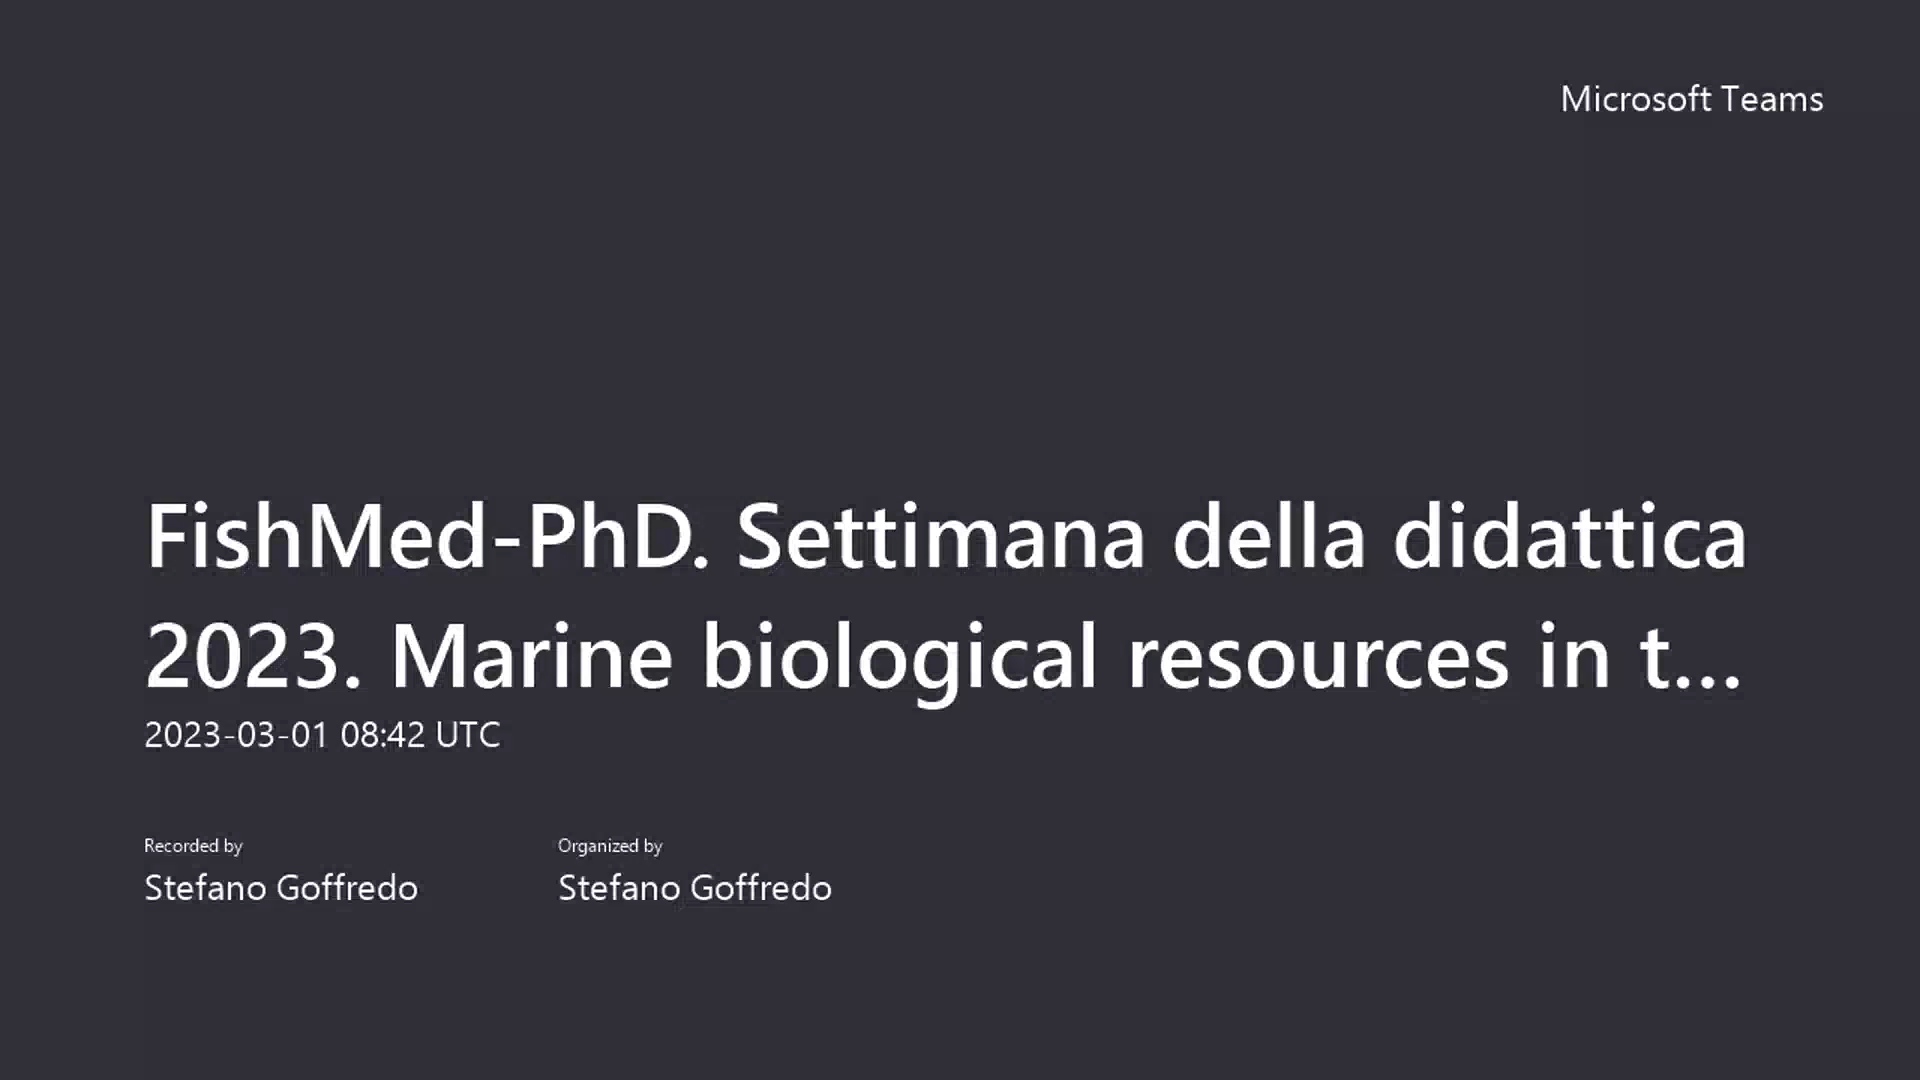 Microsoft Teams
FishMed-PhD. Settimana della didattica
2023. Marine biological resources in t...
2023-03-01 08:42 UTC
Recorded by
Organized by
Stefano Goffredo
Stefano Goffredo